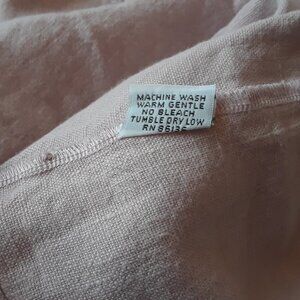 MACHINE WASH
WARM GENTLE
NO BLEACH
TUMBLE DRY LOW
RN 86136